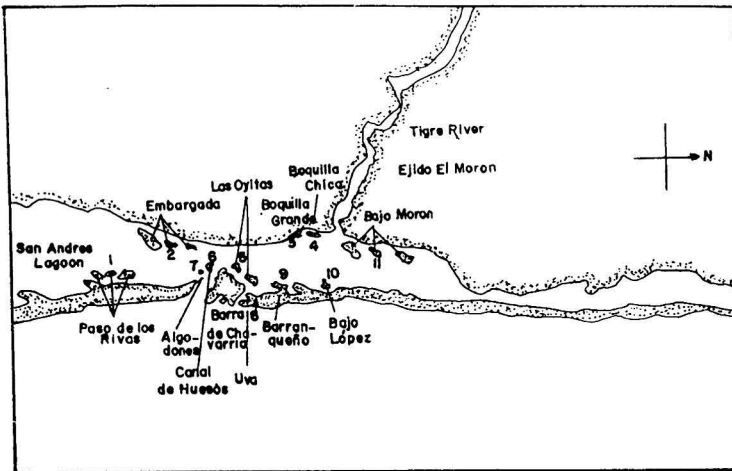 Tigre River
Ejido El Moron
N
Boquilla
Chica
Los Oyitas
Boquilla
Grande
Bajo Moron
Embargada
San Andres
Lagoon
1
2
3
4
5
6
7
8
9
10
11
Paso de los
Rivas
Algo-
dones
Canal
de Huesos
Barra
de Cha-
varria
Uva
Barran-
queño
Bajo
López